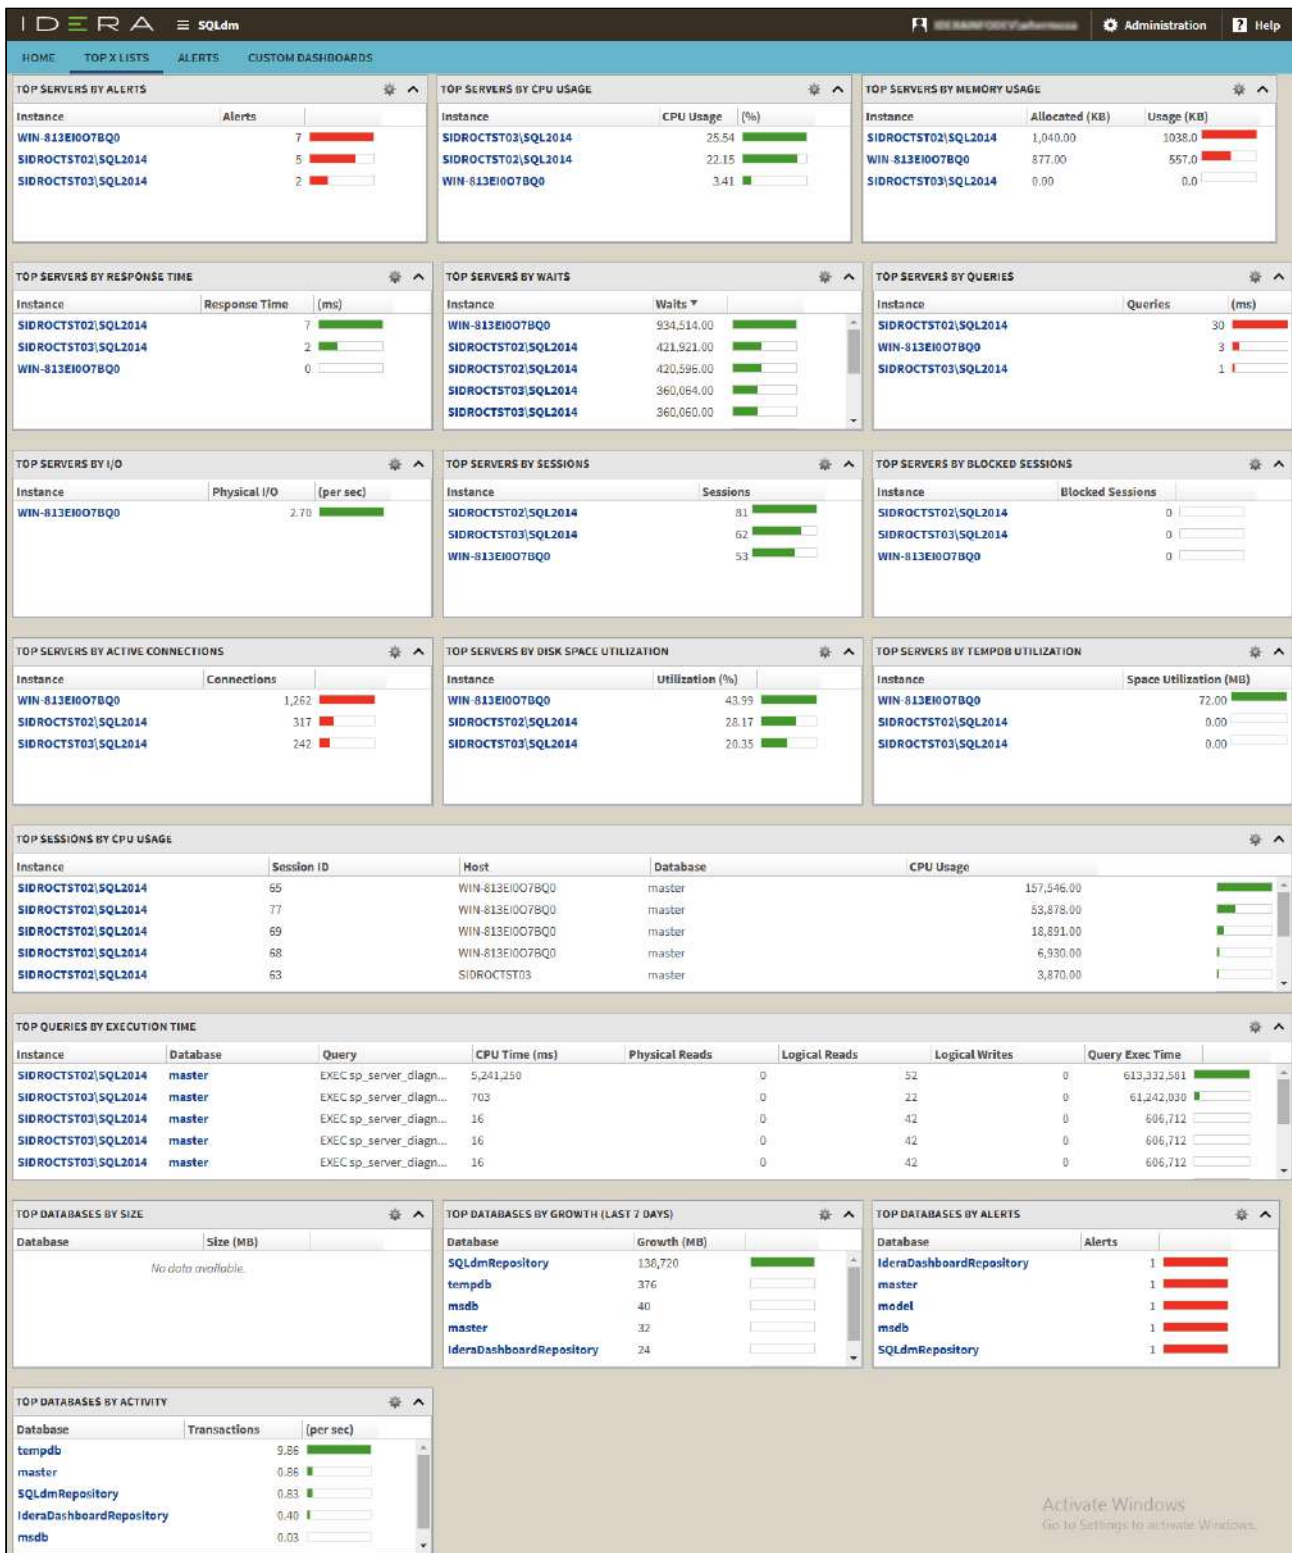 IDERA SQLdm Administration ? Help
HOME TOP X LISTS ALERTS CUSTOM DASHBOARDS
TOP SERVERS BY ALERTS
Instance Alerts
WIN-813EI0O7BQ0 7
SIDROCTST02\SQL2014 5
SIDROCTST03\SQL2014 2
TOP SERVERS BY CPU USAGE
Instance CPU Usage (%)
SIDROCTST03\SQL2014 25.54
SIDROCTST02\SQL2014 22.15
WIN-813EI0O7BQ0 3.41
TOP SERVERS BY MEMORY USAGE
Instance Allocated (KB) Usage (KB)
SIDROCTST02\SQL2014 1,040.00 1038.0
WIN-813EI0O7BQ0 877.00 557.0
SIDROCTST03\SQL2014 0.00 0.0
TOP SERVERS BY RESPONSE TIME
Instance Response Time (ms)
SIDROCTST02\SQL2014 7
SIDROCTST03\SQL2014 2
WIN-813EI0O7BQ0 0
TOP SERVERS BY WAITS
Instance Waits
WIN-813EI0O7BQ0 934,514.00
SIDROCTST02\SQL2014 421,921.00
SIDROCTST02\SQL2014 420,596.00
SIDROCTST03\SQL2014 360,064.00
SIDROCTST03\SQL2014 360,060.00
TOP SERVERS BY QUERIES
Instance Queries (ms)
SIDROCTST02\SQL2014 30
WIN-813EI0O7BQ0 3
SIDROCTST03\SQL2014 1
TOP SERVERS BY I/O
Instance Physical I/O (per sec)
WIN-813EI0O7BQ0 2.70
TOP SERVERS BY SESSIONS
Instance Sessions
SIDROCTST02\SQL2014 81
SIDROCTST03\SQL2014 62
WIN-813EI0O7BQ0 53
TOP SERVERS BY BLOCKED SESSIONS
Instance Blocked Sessions
SIDROCTST02\SQL2014 0
SIDROCTST03\SQL2014 0
WIN-813EI0O7BQ0 0
TOP SERVERS BY ACTIVE CONNECTIONS
Instance Connections
WIN-813EI0O7BQ0 1,262
SIDROCTST02\SQL2014 317
SIDROCTST03\SQL2014 242
TOP SERVERS BY DISK SPACE UTILIZATION
Instance Utilization (%)
WIN-813EI0O7BQ0 43.99
SIDROCTST02\SQL2014 28.17
SIDROCTST03\SQL2014 20.35
TOP SERVERS BY TEMPDB UTILIZATION
Instance Space Utilization (MB)
WIN-813EI0O7BQ0 72.00
SIDROCTST02\SQL2014 0.00
SIDROCTST03\SQL2014 0.00
TOP SESSIONS BY CPU USAGE
Instance Session ID Host Database CPU Usage
SIDROCTST02\SQL2014 65 WIN-813EI0O7BQ0 master 157,546.00
SIDROCTST02\SQL2014 77 WIN-813EI0O7BQ0 master 53,878.00
SIDROCTST02\SQL2014 69 WIN-813EI0O7BQ0 master 18,891.00
SIDROCTST02\SQL2014 68 WIN-813EI0O7BQ0 master 6,930.00
SIDROCTST02\SQL2014 63 SIDROCTST03 master 3,870.00
TOP QUERIES BY EXECUTION TIME
Instance Database Query CPU Time (ms) Physical Reads Logical Reads Logical Writes Query Exec Time
SIDROCTST02\SQL2014 master EXEC sp_server_diagn... 5,241,250 0 52 0 613,332,581
SIDROCTST02\SQL2014 master EXEC sp_server_diagn... 703 0 22 0 61,242,030
SIDROCTST03\SQL2014 master EXEC sp_server_diagn... 16 0 42 0 606,712
SIDROCTST03\SQL2014 master EXEC sp_server_diagn... 16 0 42 0 606,712
SIDROCTST03\SQL2014 master EXEC sp_server_diagn... 16 0 42 0 606,712
TOP DATABASES BY SIZE
Database Size (MB)
No data available.
TOP DATABASES BY GROWTH (LAST 7 DAYS)
Database Growth (MB)
SQLdmRepository 138,720
tempdb 376
msdb 40
master 32
IderaDashboardRepository 24
TOP DATABASES BY ALERTS
Database Alerts
IderaDashboardRepository 1
master 1
model 1
msdb 1
SQLdmRepository 1
TOP DATABASES BY ACTIVITY
Database Transactions (per sec)
tempdb 9.86
master 0.86
SQLdmRepository 0.83
IderaDashboardRepository 0.40
msdb 0.03
Activate Windows
Go to Settings to activate Windows.